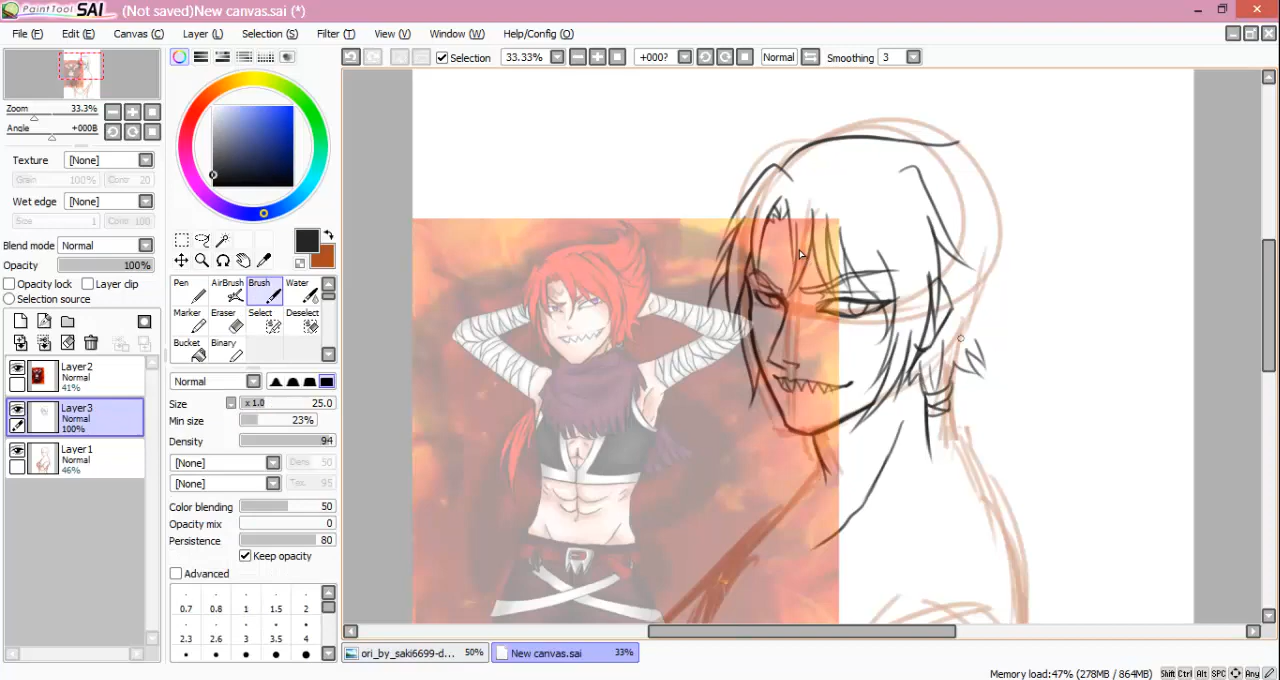 PaintTool SAI (Not saved)New canvas.sai (*)
File (F) Edit (E) Canvas (C) Layer (L) Selection (S) Filter (T) View (V) Window (W) Help/Config (O)
Selection 33.33% +000? Normal Smoothing 3
Zoom 33.3%
Angle +000B
Texture [None]
Grain 100% Contr 20
Wet edge [None]
Size 1 Contr 100
Blend mode Normal
Opacity 100%
Opacity lock Layer clip
Selection source
Layer2
Normal
41%
Layer3
Normal
100%
Layer1
Normal
46%
Pen AirBrush Brush Water
Marker Eraser Select Deselect
Bucket Binary
Normal
Size x 1.0 25.0
Min size 23%
Density 94
[None] Dens 50
[None] Tex. 95
Color blending 50
Opacity mix 0
Persistence 80
Keep opacity
Advanced
0.7 0.8 1 1.5 2
2.3 2.6 3 3.5 4
ori_by_saki6699-d... 50% New canvas.sai 33%
Memory load:47% (278MB / 864MB) Shift Ctrl Alt SPC Any